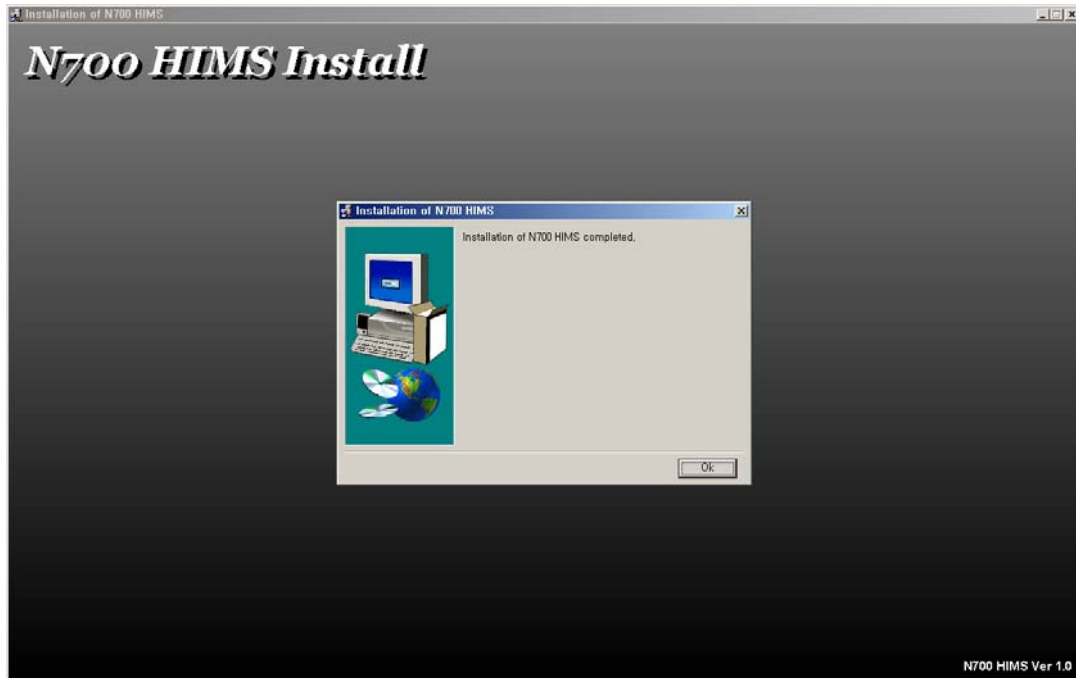 Installation of N700 HIMS
N700 HIMS Install
Installation of N700 HIMS
Installation of N700 HIMS completed.
Ok
N700 HIMS Ver 1.0